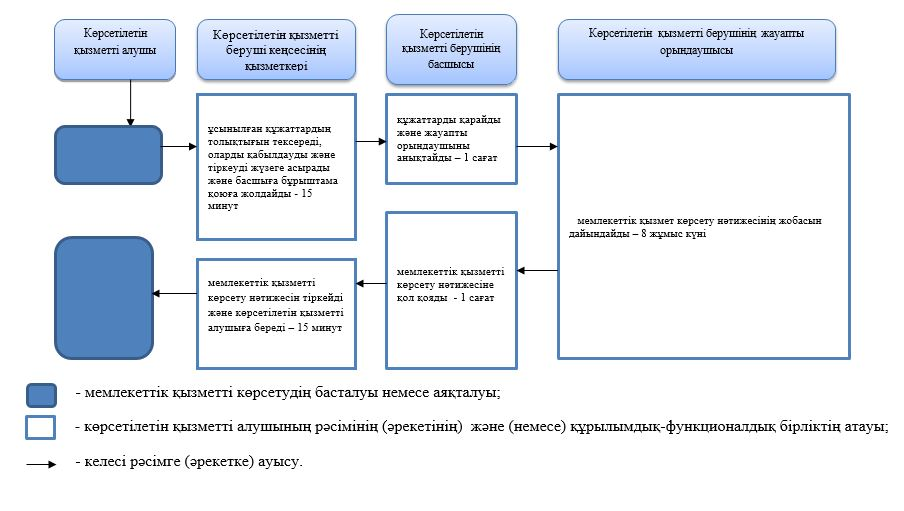 Көрсетілетін
қызметті алушы
Көрсетілетін қызметті
беруші кеңсесінің
қызметкері
Көрсетілетін
қызметті берушінің
басшысы
Көрсетілетін қызметті берушінің жауапты
орындаушысы
ұсынылған құжаттардың
толықтығын тексереді,
оларды қабылдауды және
тіркеуді жүзеге асырады
және басшыға бұрыштама
қоюға жолдайды - 15
минут
құжаттарды қарайды
және жауапты
орындаушыны
анықтайды – 1 сағат
мемлекеттік қызмет көрсету нәтижесінің жобасын
дайындайды – 8 жұмыс күні
мемлекеттік қызметті
көрсету нәтижесіне
қол қояды - 1 сағат
мемлекеттік қызметті
көрсету нәтижесін тіркейді
және көрсетілетін қызметті
алушыға береді – 15 минут
- мемлекеттік қызметті көрсетудің басталуы немесе аяқталуы;
- көрсетілетін қызметті алушының рәсімінің (әрекетінің) және (немесе) құрылымдық-функционалдық бірліктің атауы;
- келесі рәсімге (әрекетке) ауысу.